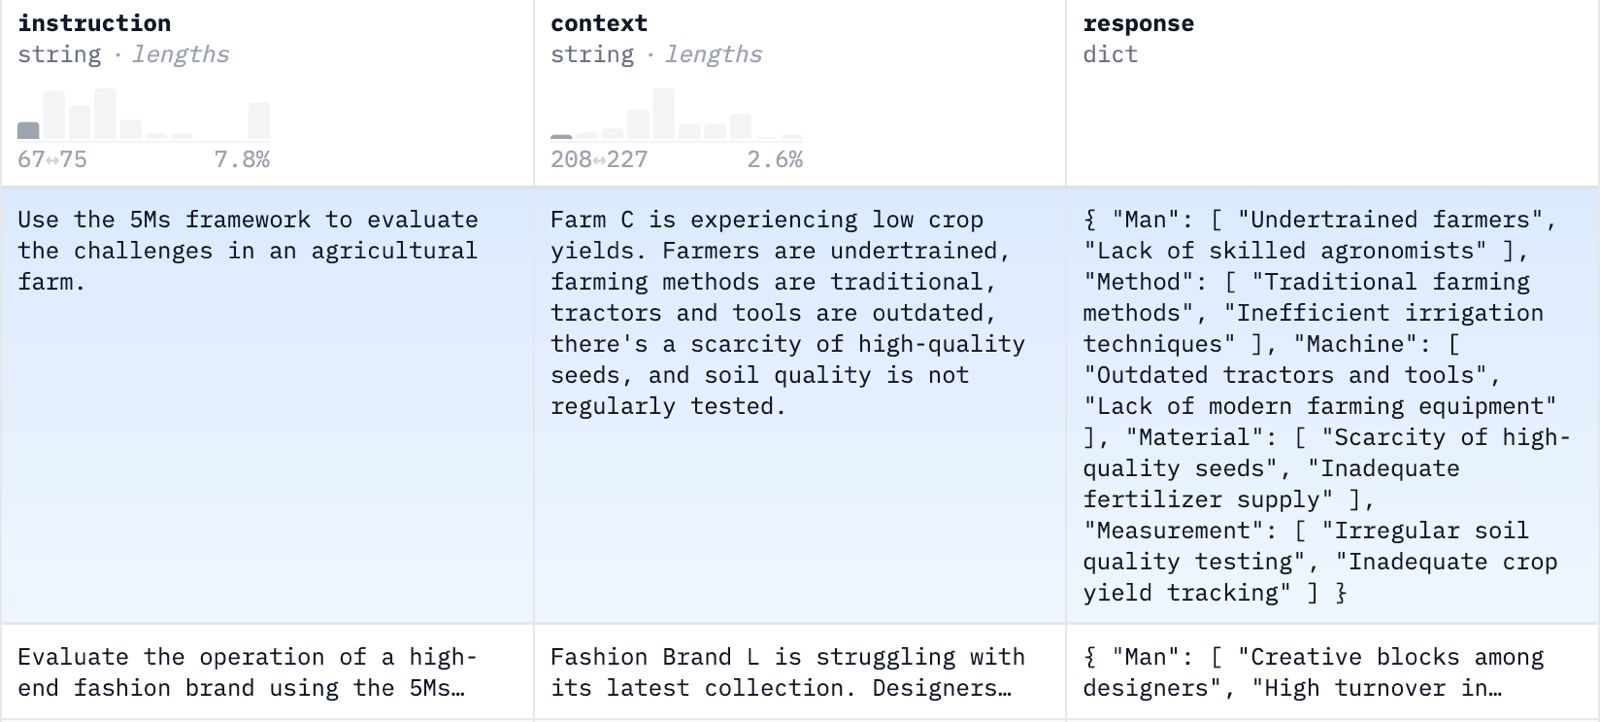 instruction
string · lengths
67↔75 7.8%
context
string · lengths
208↔227 2.6%
response
dict
Use the 5Ms framework to evaluate
the challenges in an agricultural
farm.
Farm C is experiencing low crop
yields. Farmers are undertrained,
farming methods are traditional,
tractors and tools are outdated,
there's a scarcity of high-quality
seeds, and soil quality is not
regularly tested.
{ "Man": [ "Undertrained farmers",
"Lack of skilled agronomists" ],
"Method": [ "Traditional farming
methods", "Inefficient irrigation
techniques" ], "Machine": [
"Outdated tractors and tools",
"Lack of modern farming equipment"
], "Material": [ "Scarcity of high-
quality seeds", "Inadequate
fertilizer supply" ],
"Measurement": [ "Irregular soil
quality testing", "Inadequate crop
yield tracking" ] }
Evaluate the operation of a high-
end fashion brand using the 5Ms…
Fashion Brand L is struggling with
its latest collection. Designers…
{ "Man": [ "Creative blocks among
designers", "High turnover in…